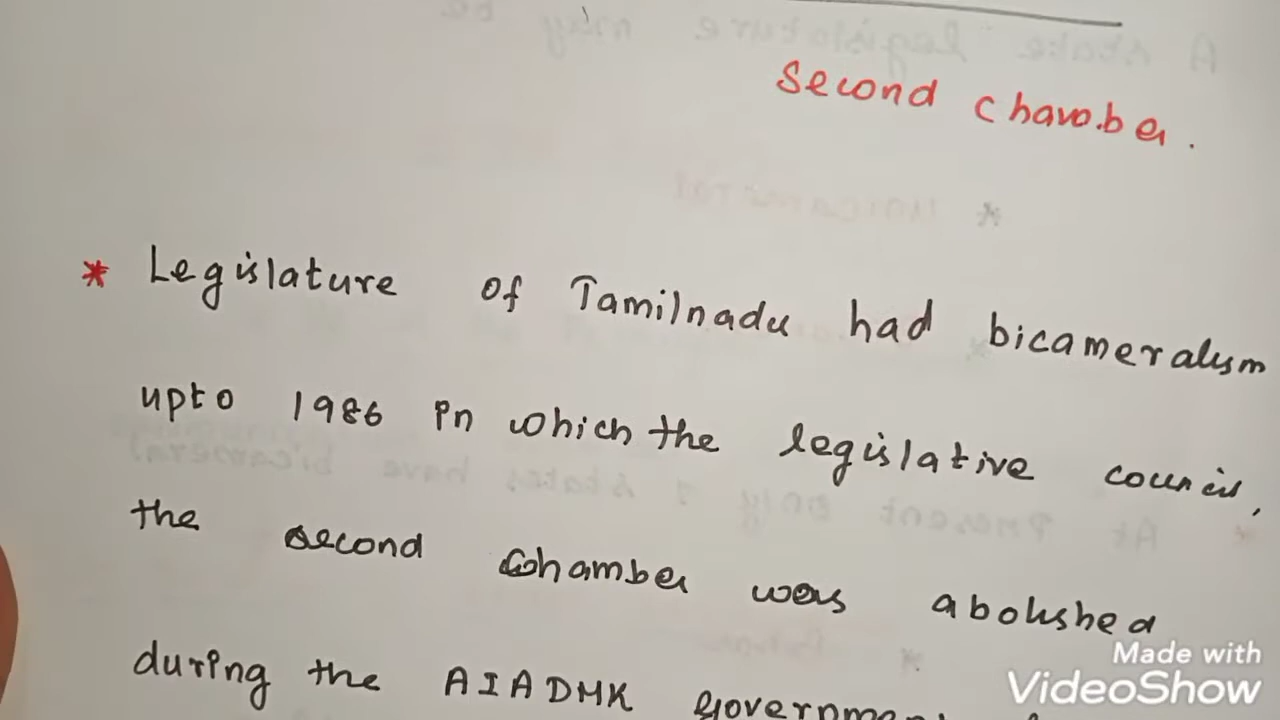 Second Chamber.
* Legislature of Tamilnadu had bicameralism
upto 1986 in which the legislative council,
the second chamber was abolished
during the AIADMK government
Made with
VideoShow